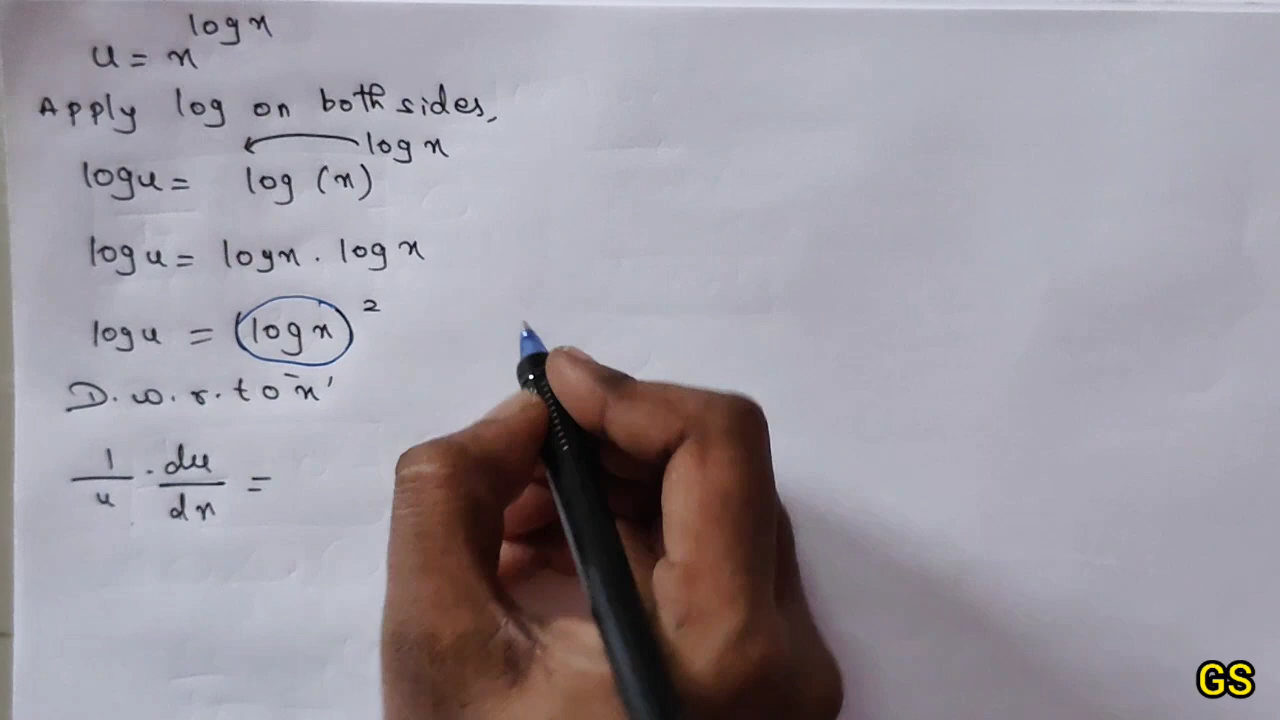 u = x^log x
Apply log on both sides,
log u = log (x)^log x
log u = log x . log x
log u = (log x)²
D. w. r. to 'x'
1/u . du/dx =
GS